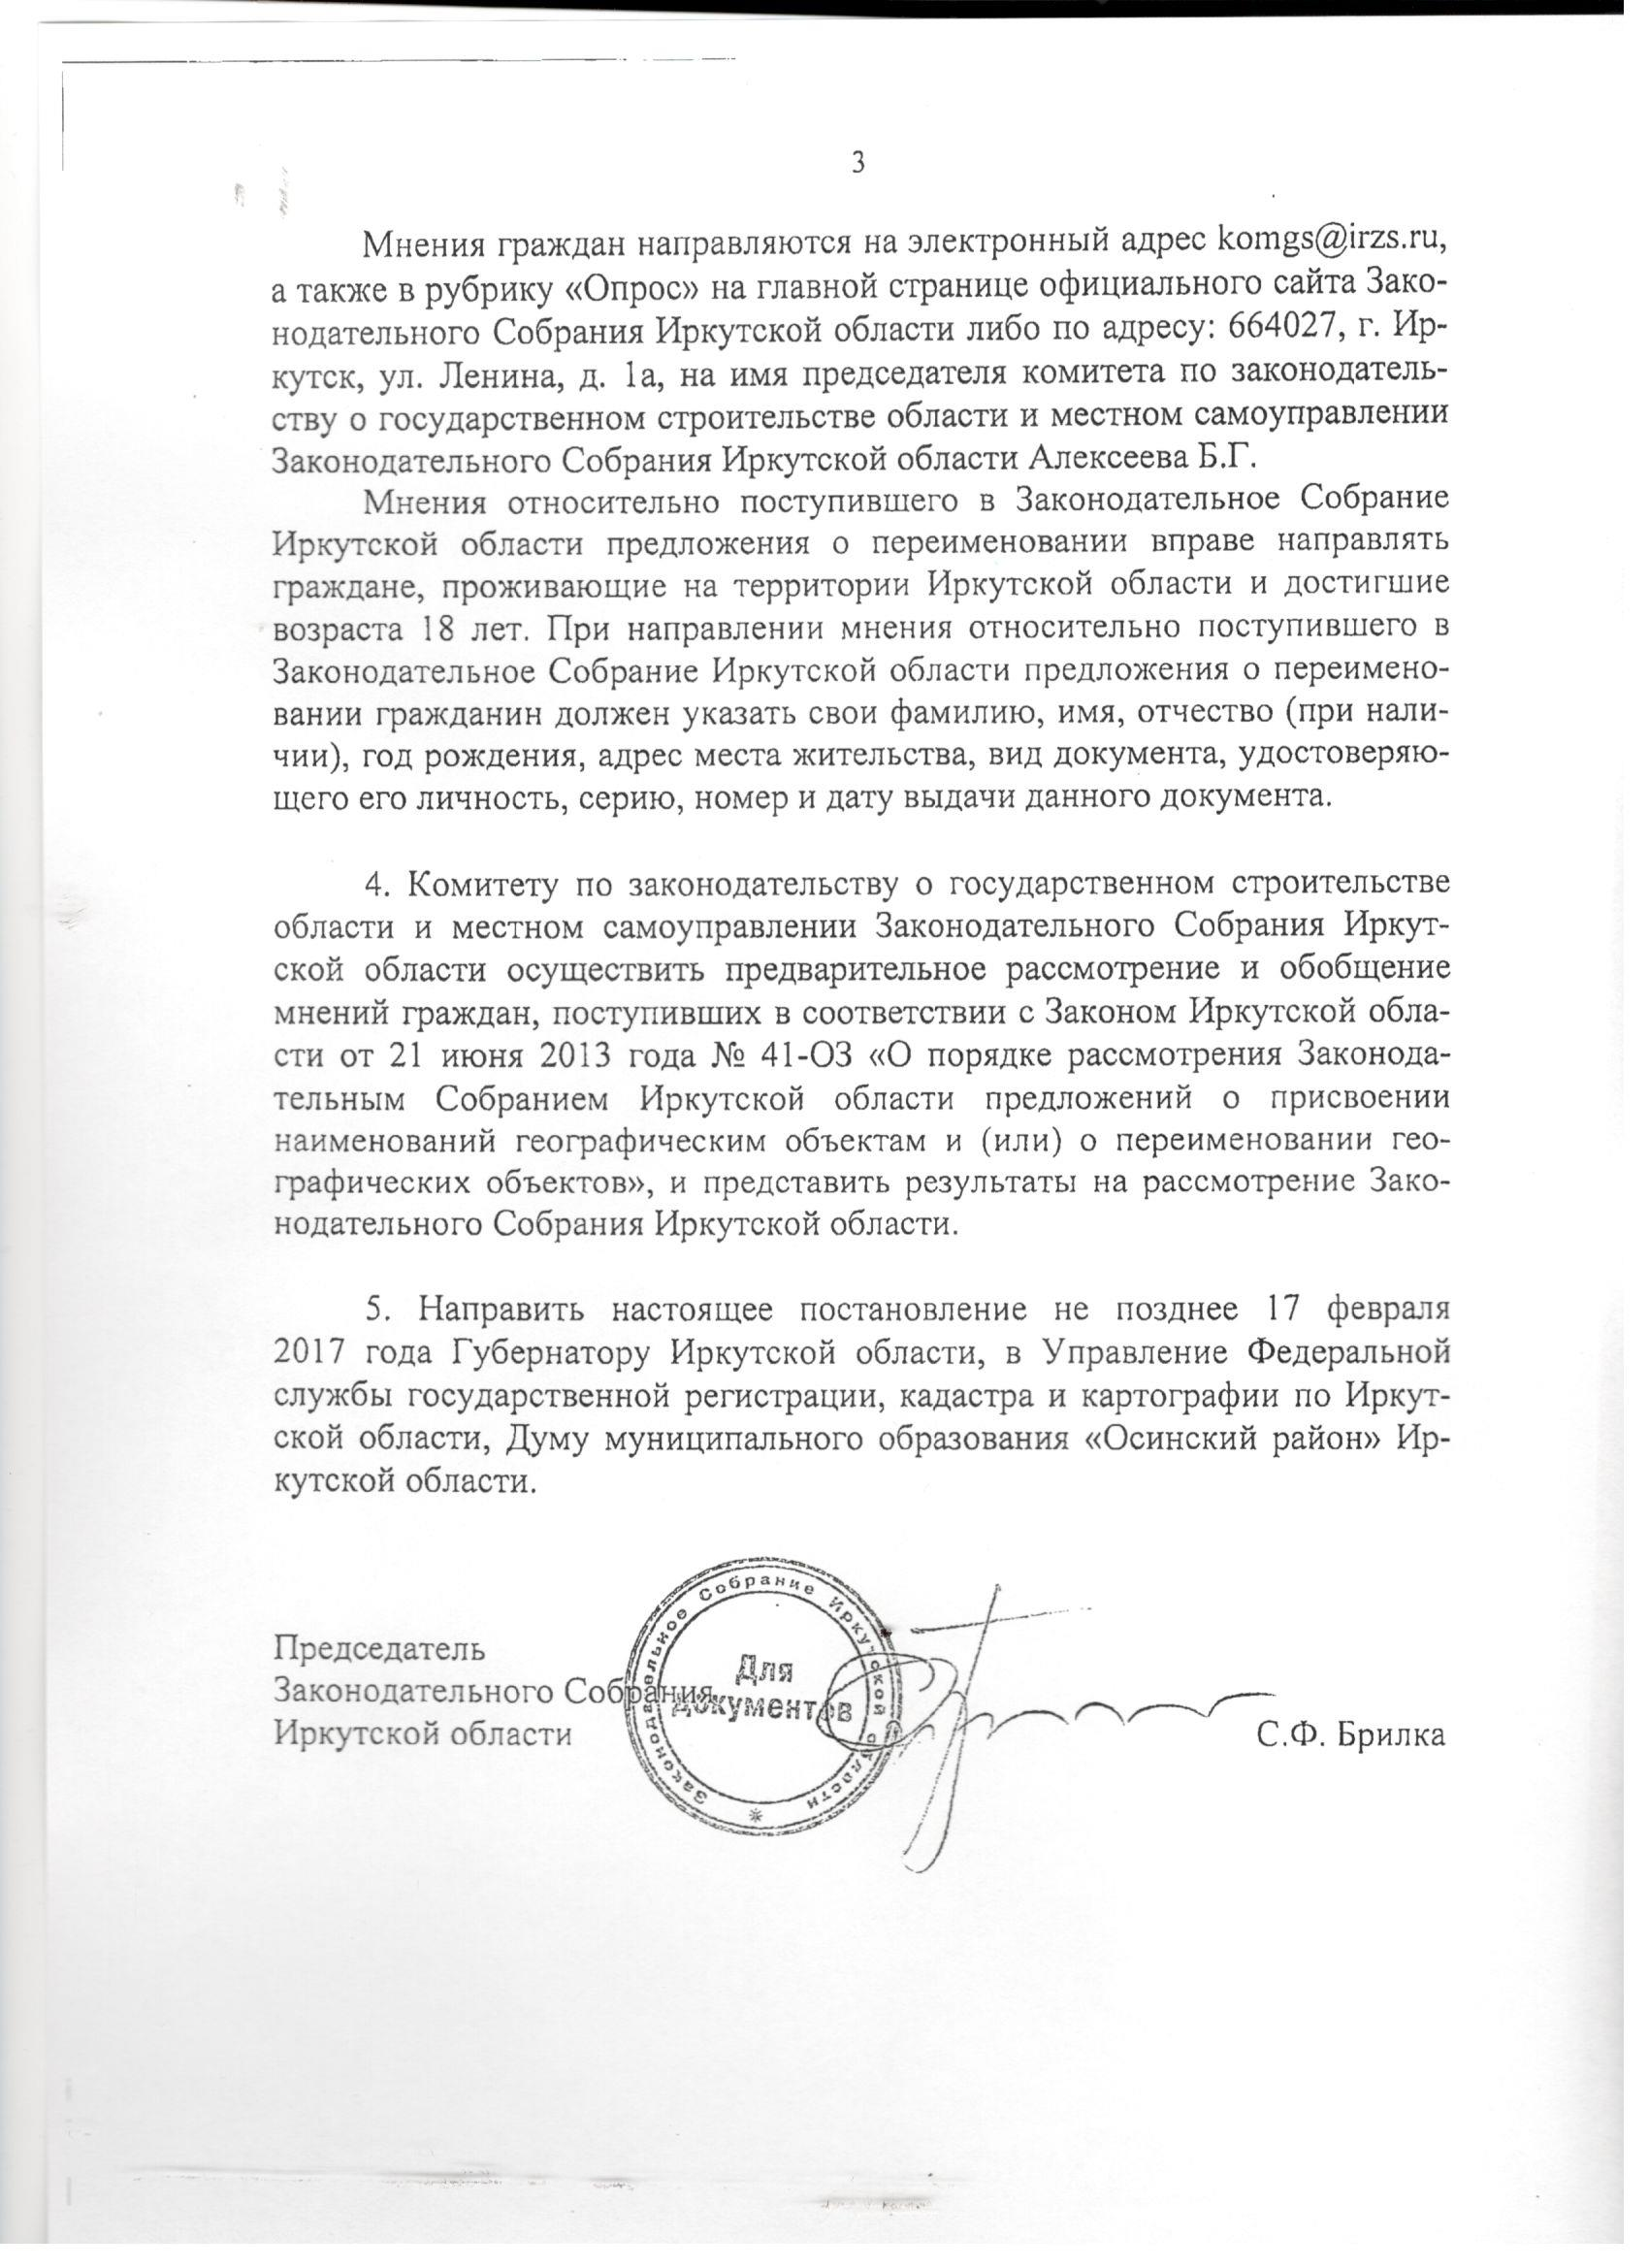 3
Мнения граждан направляются на электронный адрес komgs@irzs.ru,
а также в рубрику «Опрос» на главной странице официального сайта Зако-
нодательного Собрания Иркутской области либо по адресу: 664027, г. Ир-
кутск, ул. Ленина, д. 1а, на имя председателя комитета по законодатель-
ству о государственном строительстве области и местном самоуправлении
Законодательного Собрания Иркутской области Алексеева Б.Г.
Мнения относительно поступившего в Законодательное Собрание
Иркутской области предложения о переименовании вправе направлять
граждане, проживающие на территории Иркутской области и достигшие
возраста 18 лет. При направлении мнения относительно поступившего в
Законодательное Собрание Иркутской области предложения о переимено-
вании гражданин должен указать свои фамилию, имя, отчество (при нали-
чии), год рождения, адрес места жительства, вид документа, удостоверяю-
щего его личность, серию, номер и дату выдачи данного документа.
4. Комитету по законодательству о государственном строительстве
области и местном самоуправлении Законодательного Собрания Иркут-
ской области осуществить предварительное рассмотрение и обобщение
мнений граждан, поступивших в соответствии с Законом Иркутской обла-
сти от 21 июня 2013 года № 41-ОЗ «О порядке рассмотрения Законода-
тельным Собранием Иркутской области предложений о присвоении
наименований географическим объектам и (или) о переименовании гео-
графических объектов», и представить результаты на рассмотрение Зако-
нодательного Собрания Иркутской области.
5. Направить настоящее постановление не позднее 17 февраля
2017 года Губернатору Иркутской области, в Управление Федеральной
службы государственной регистрации, кадастра и картографии по Иркут-
ской области, Думу муниципального образования «Осинский район» Ир-
кутской области.
Председатель
Законодательного Собрания
Иркутской области
С.Ф. Брилка
Законодательное Собрание Иркутской области
Для
документов